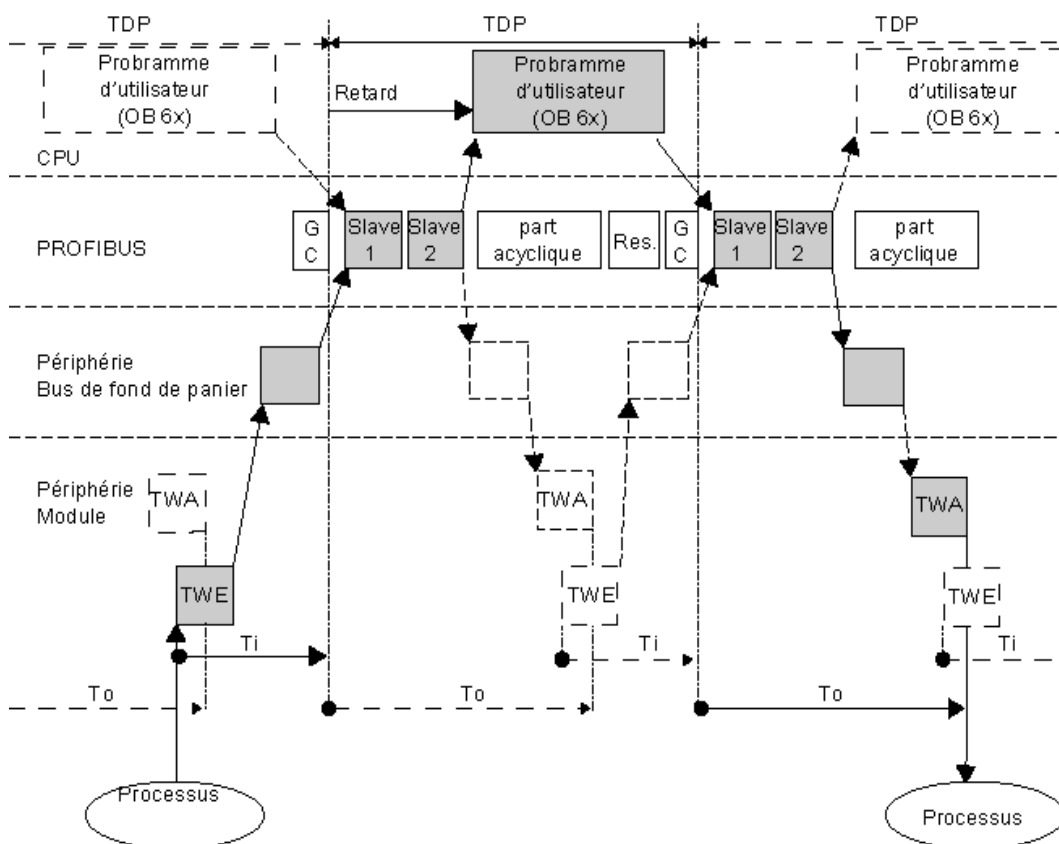 TDP TDP TDP
Probramme
d'utilisateur
(OB 6x)
Retard
Probramme
d'utilisateur
(OB 6x)
Probramme
d'utilisateur
(OB 6x)
CPU
PROFIBUS
G
C
Slave
1
Slave
2
part
acyclique
Res.
G
C
Slave
1
Slave
2
part
acyclique
Périphérie
Bus de fond de panier
Périphérie
Module
TWA
TWA
TWA
TWE
TWE
TWE
Ti
Ti
Ti
To
To
To
Processus
Processus